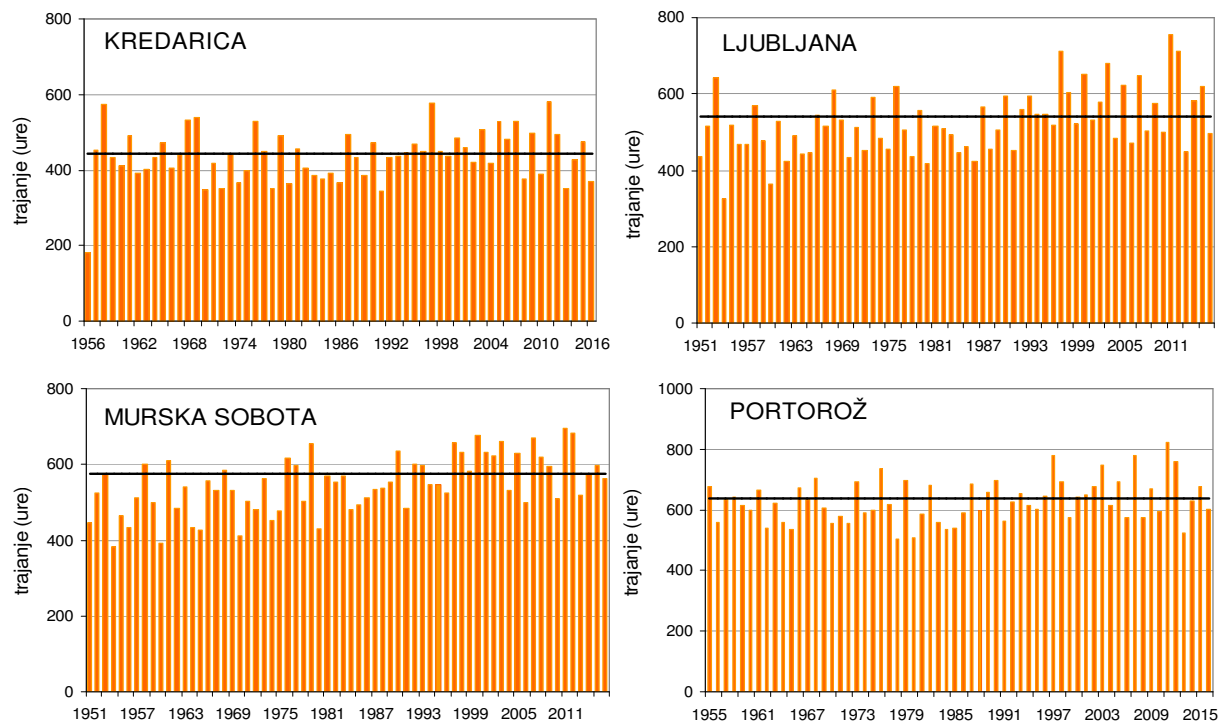 KREDARICA
trajanje (ure)
800
600
400
200
0
1956 1962 1968 1974 1980 1986 1992 1998 2004 2010 2016
LJUBLJANA
trajanje (ure)
800
600
400
200
0
1951 1957 1963 1969 1975 1981 1987 1993 1999 2005 2011
MURSKA SOBOTA
trajanje (ure)
800
600
400
200
0
1951 1957 1963 1969 1975 1981 1987 1993 1999 2005 2011
PORTOROŽ
trajanje (ure)
1000
800
600
400
200
0
1955 1961 1967 1973 1979 1985 1991 1997 2003 2009 2015